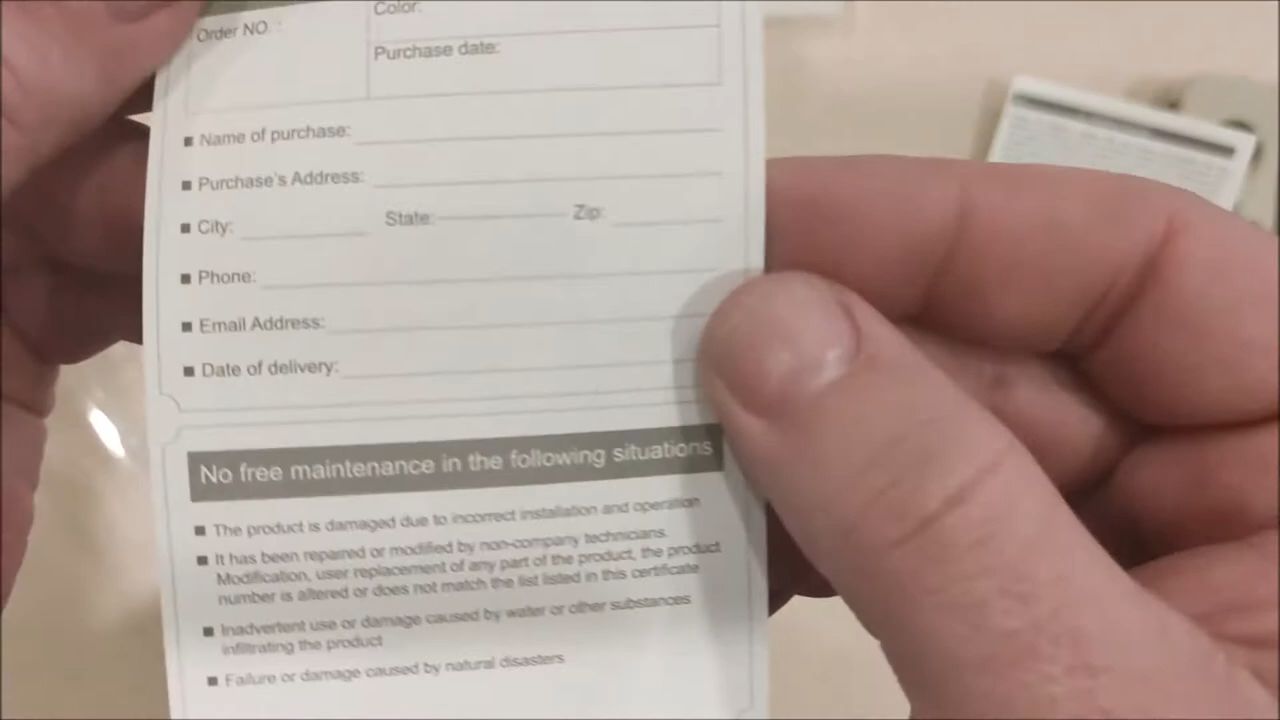 Color:
Order NO. :
Purchase date:
■ Name of purchase:
■ Purchase's Address:
■ City: State: Zip:
■ Phone:
■ Email Address:
■ Date of delivery:
No free maintenance in the following situations
■ The product is damaged due to incorrect installation and operation
■ It has been repaired or modified by non-company technicians.
Modification, user replacement of any part of the product, the product
number is altered or does not match the list listed in this certificate
■ Inadvertent use or damage caused by water or other substances
infiltrating the product
■ Failure or damage caused by natural disasters